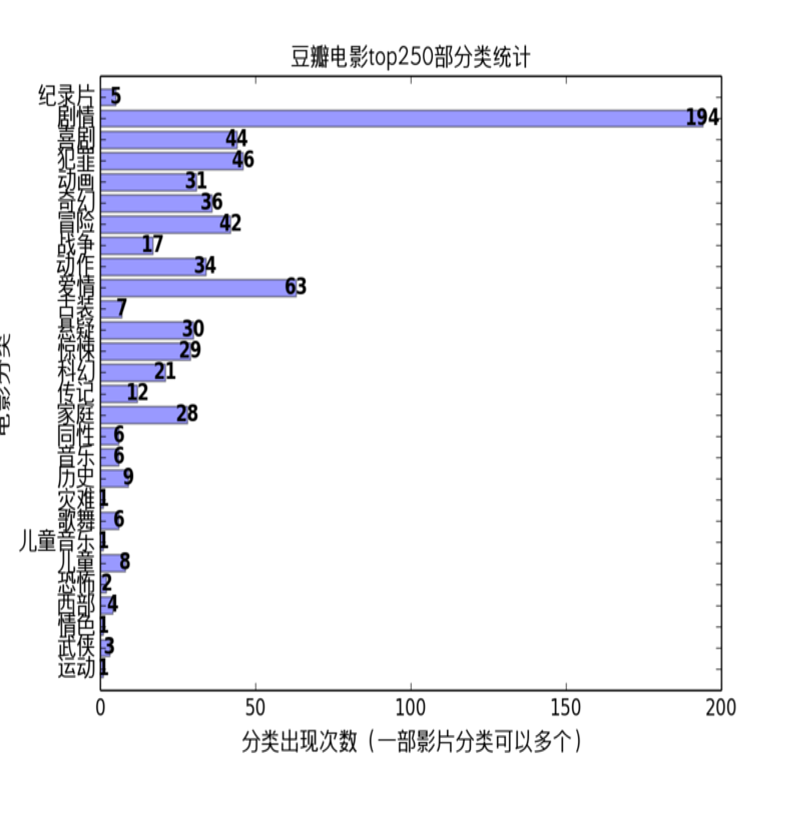 豆瓣电影top250部分类统计
纪录片 5
剧情 194
喜剧 44
犯罪 46
动画 31
奇幻 36
冒险 42
战争 17
动作 34
爱情 63
古装 7
悬疑 30
惊悚 29
科幻 21
传记 12
家庭 28
同性 6
音乐 6
历史 9
灾难 1
歌舞 6
儿童音乐 1
儿童 8
恐怖 2
西部 4
情色 1
武侠 3
运动 1
电影分类
0 50 100 150 200
分类出现次数（一部影片分类可以多个）